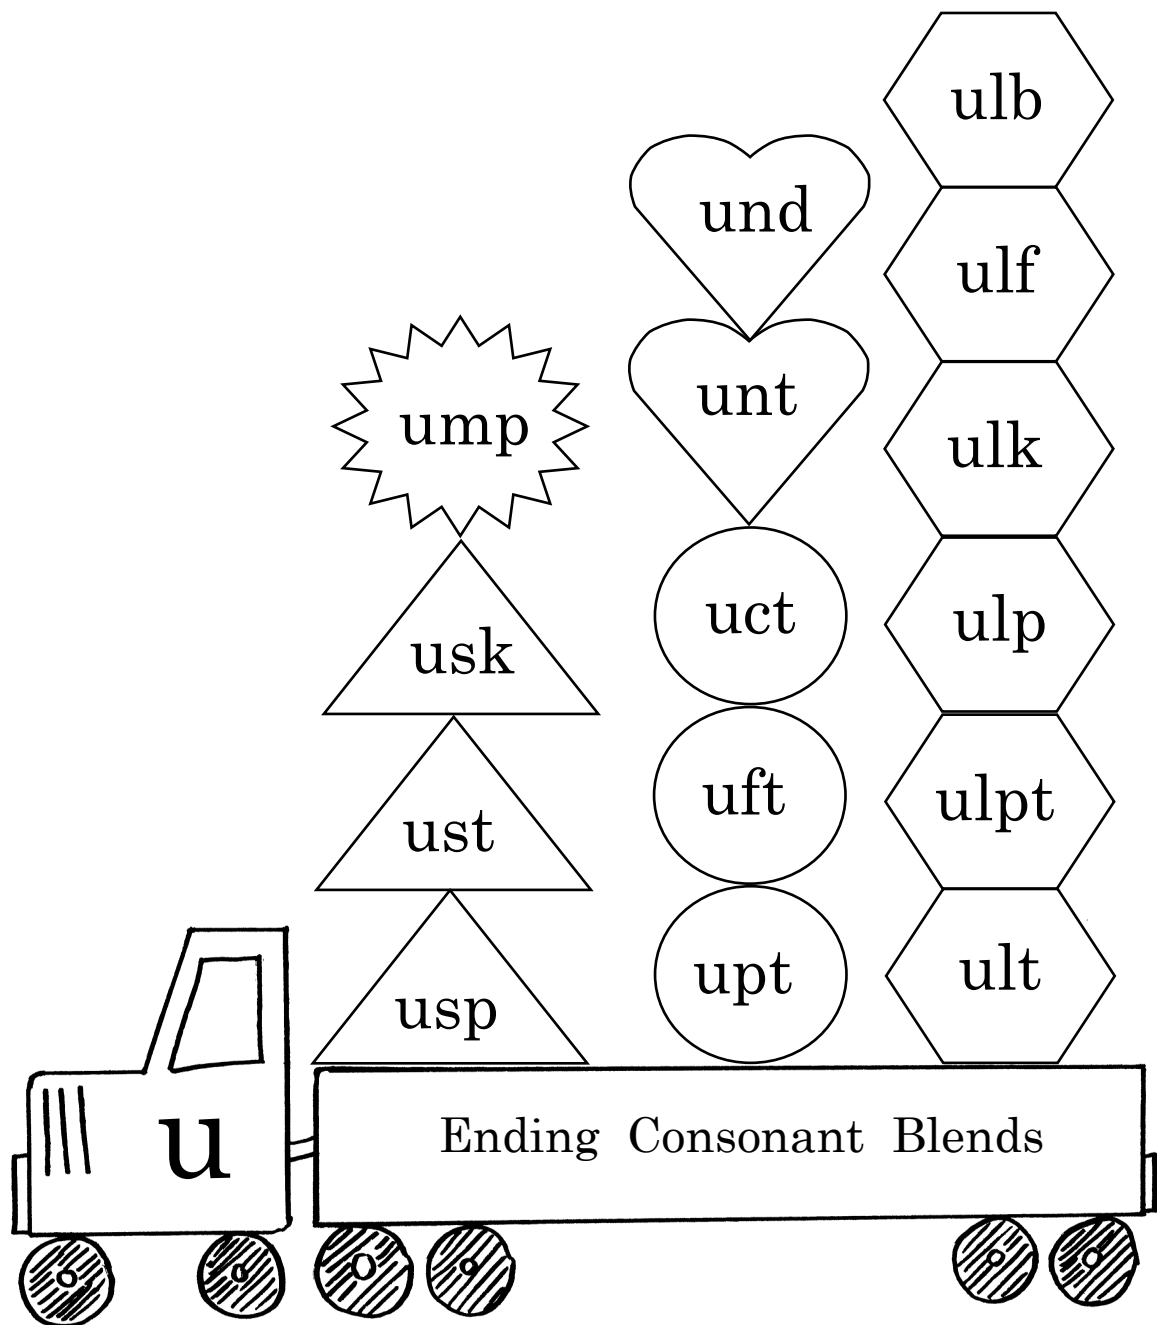 ump
usk
ust
usp
und
unt
uct
uft
upt
ulb
ulf
ulk
ulp
ulpt
ult
u
Ending Consonant Blends